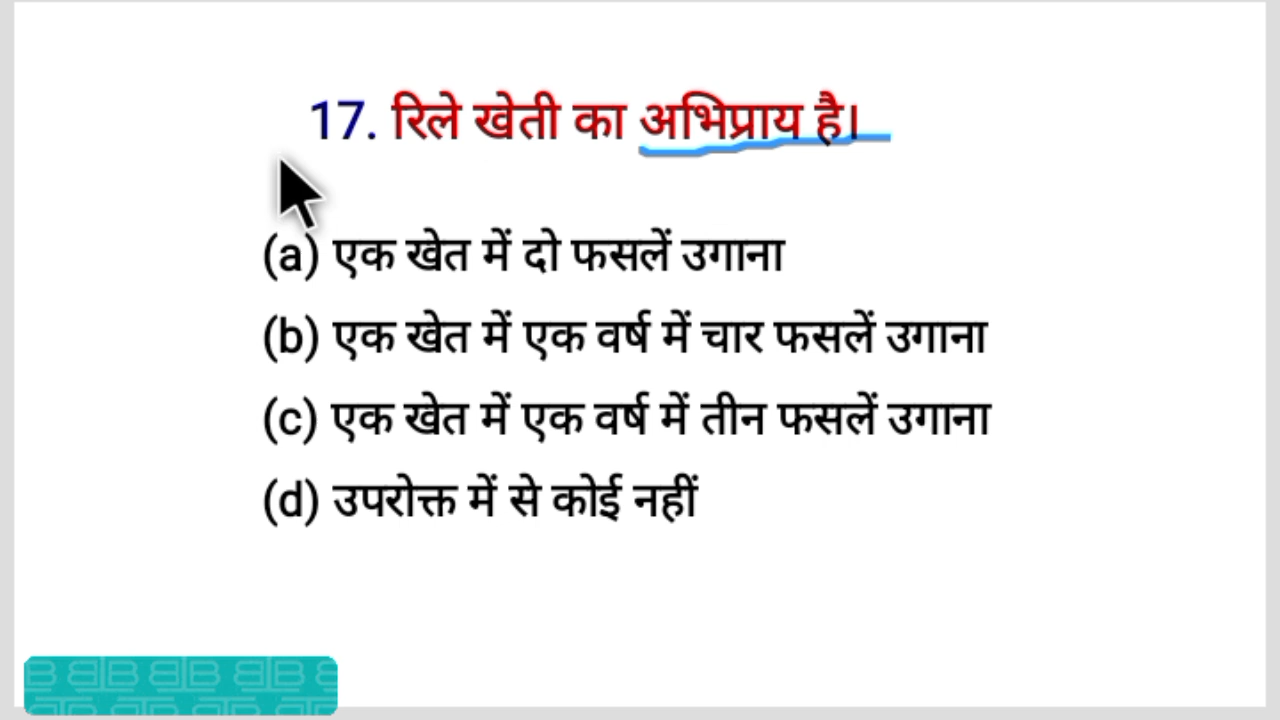 17. रिले खेती का अभिप्राय है।
(a) एक खेत में दो फसलें उगाना
(b) एक खेत में एक वर्ष में चार फसलें उगाना
(c) एक खेत में एक वर्ष में तीन फसलें उगाना
(d) उपरोक्त में से कोई नहीं